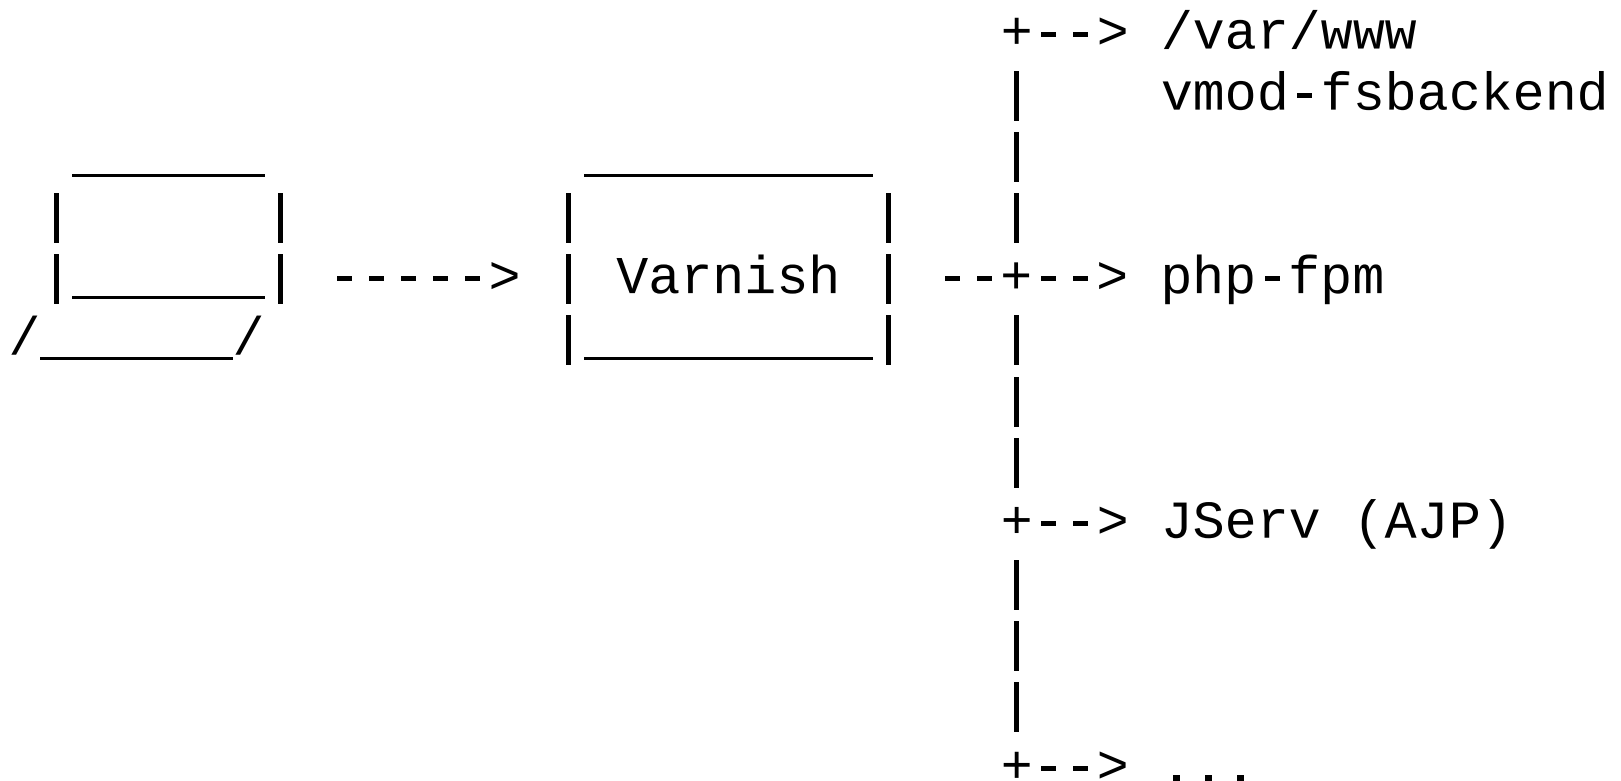 +--> /var/www
vmod-fsbackend
-----> Varnish --+--> php-fpm
+--> JServ (AJP)
+--> ...